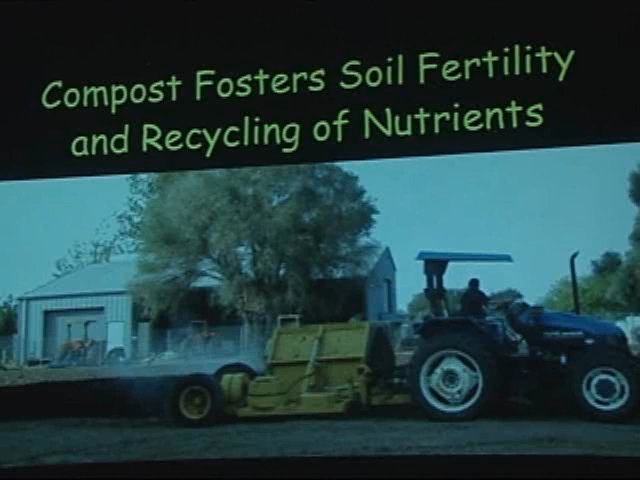 Compost Fosters Soil Fertility
and Recycling of Nutrients